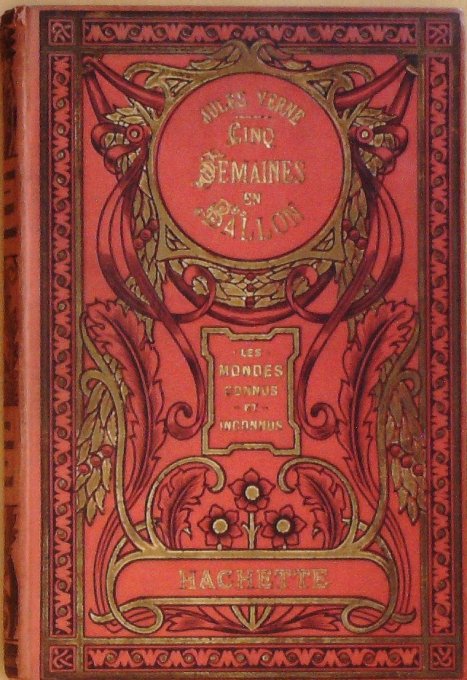 JULES VERNE
CINQ
SEMAINES
EN
BALLON
LES
MONDES
CONNUS
- ET -
INCONNUS
HACHETTE